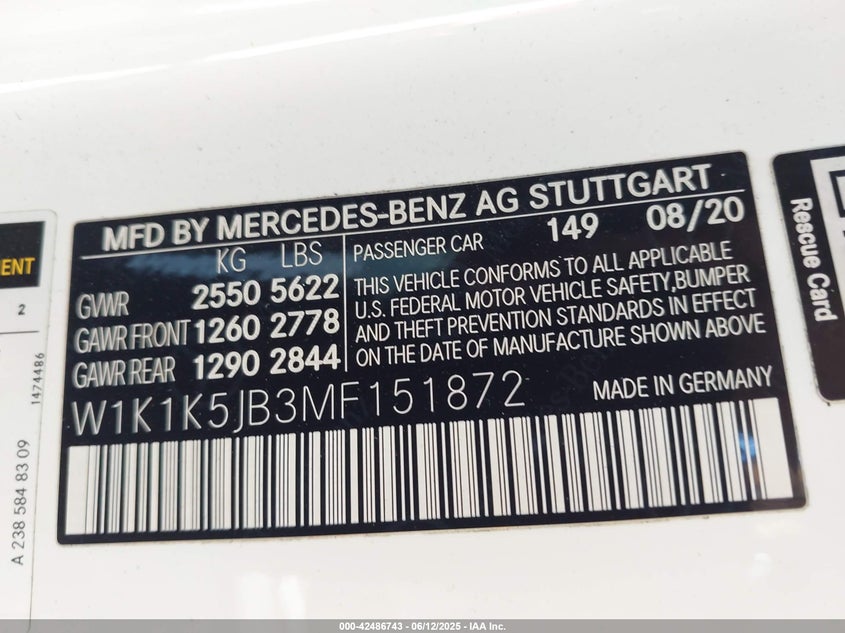 MFD BY MERCEDES-BENZ AG STUTTGART
KG LBS
GVWR 2550 5622
GAWR FRONT 1260 2778
GAWR REAR 1290 2844
PASSENGER CAR 149 08/20
THIS VEHICLE CONFORMS TO ALL APPLICABLE
U.S. FEDERAL MOTOR VEHICLE SAFETY,BUMPER
AND THEFT PREVENTION STANDARDS IN EFFECT
ON THE DATE OF MANUFACTURE SHOWN ABOVE
W1K1K5JB3MF151872
MADE IN GERMANY
2
1474486
A 238 584 83 09
Rescue Card
000-42486743 - 06/12/2025 - IAA Inc.